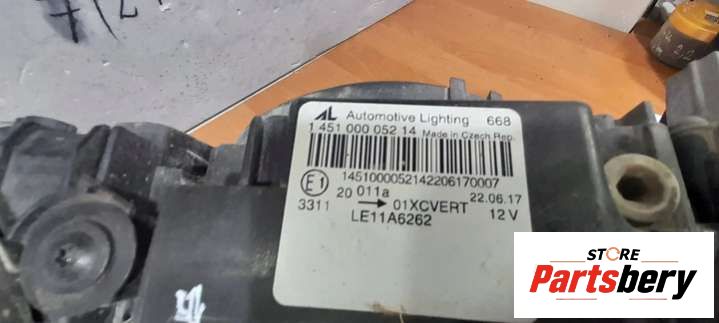 AL Automotive Lighting 668
1 451 000 052 14 Made in Czech Rep.
1451000052142206170007
E1 20 011a 22.06.17
3311 → 01XCVERT 12 V
LE11A6262
STORE
Partsbery